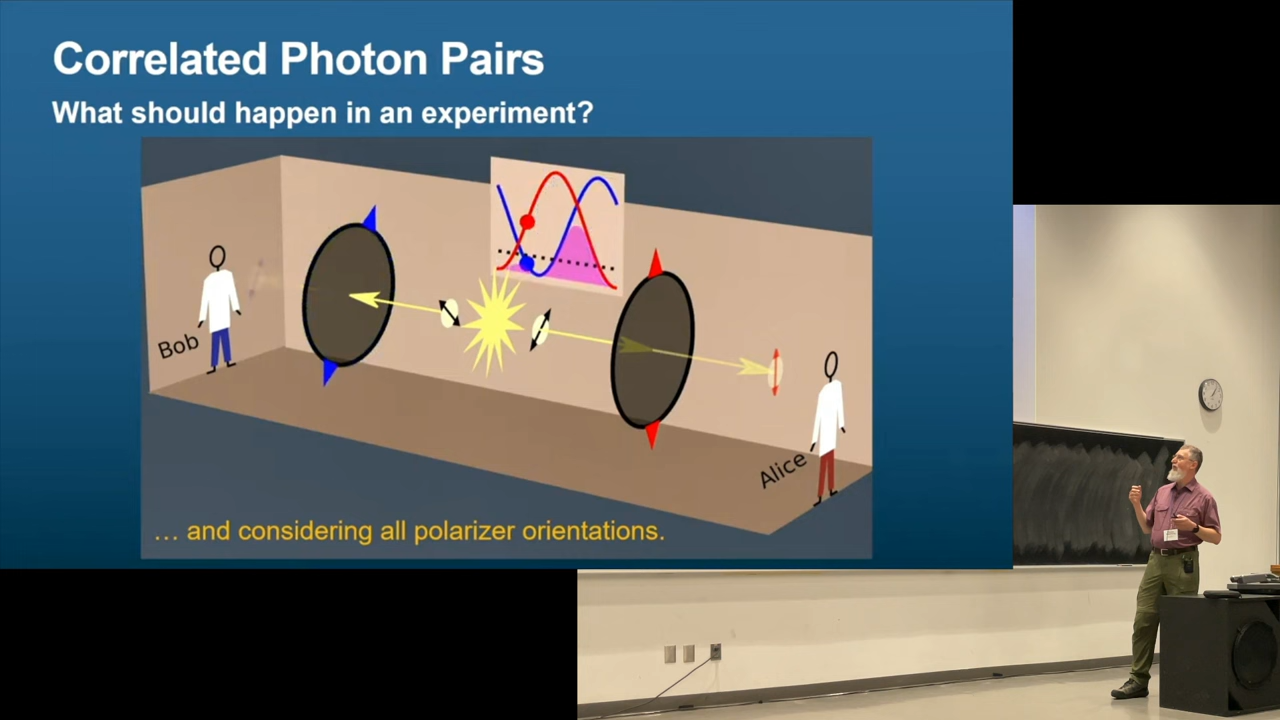 Correlated Photon Pairs
What should happen in an experiment?
Bob
Alice
… and considering all polarizer orientations.